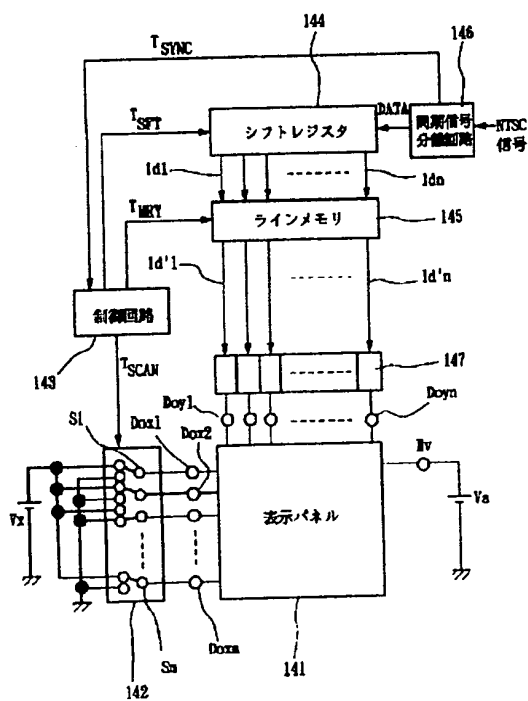 144
TSYNC
146
TSFT
DATA
シフトレジスタ
同期信号
分離回路
NTSC
信号
Id1
Idn
TMRY
ラインメモリ
145
Id'1
Id'n
制御回路
143
TSCAN
147
Doy1
Doyn
S1
Dox1
Dox2
Hv
Vx
Va
表示パネル
Sm
Doxm
142
141